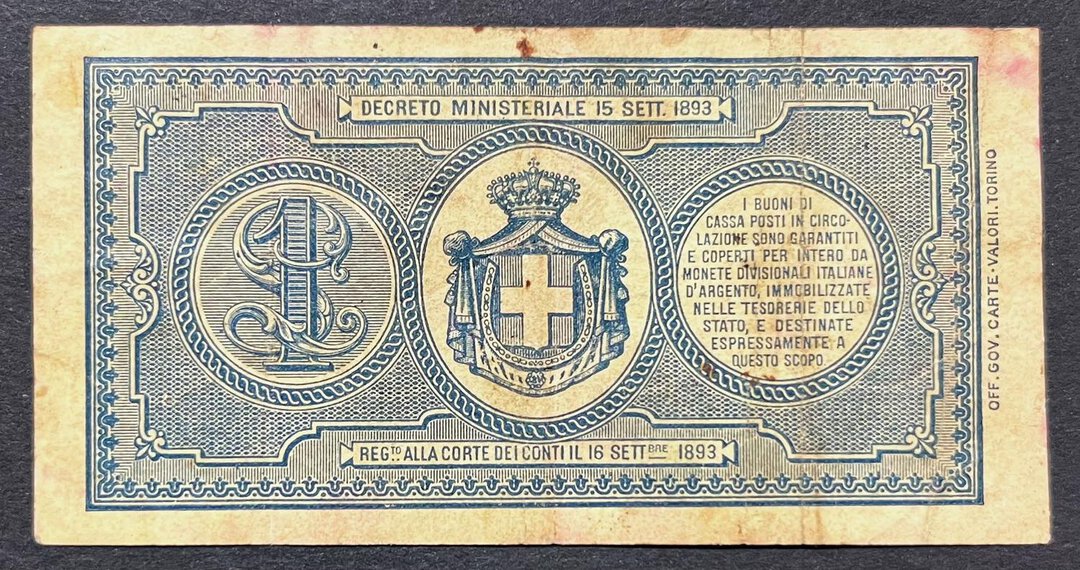 DECRETO MINISTERIALE 15 SETT. 1893
1
L
I BUONI DI
CASSA POSTI IN CIRCO-
LAZIONE SONO GARANTITI
E COPERTI PER INTERO DA
MONETE DIVISIONALI ITALIANE
D'ARGENTO, IMMOBILIZZATE
NELLE TESORERIE DELLO
STATO, E DESTINATE
ESPRESSAMENTE A
QUESTO SCOPO.
REG.TO ALLA CORTE DEI CONTI IL 16 SETTBRE 1893
OFF. GOV. CARTE-VALORI. TORINO